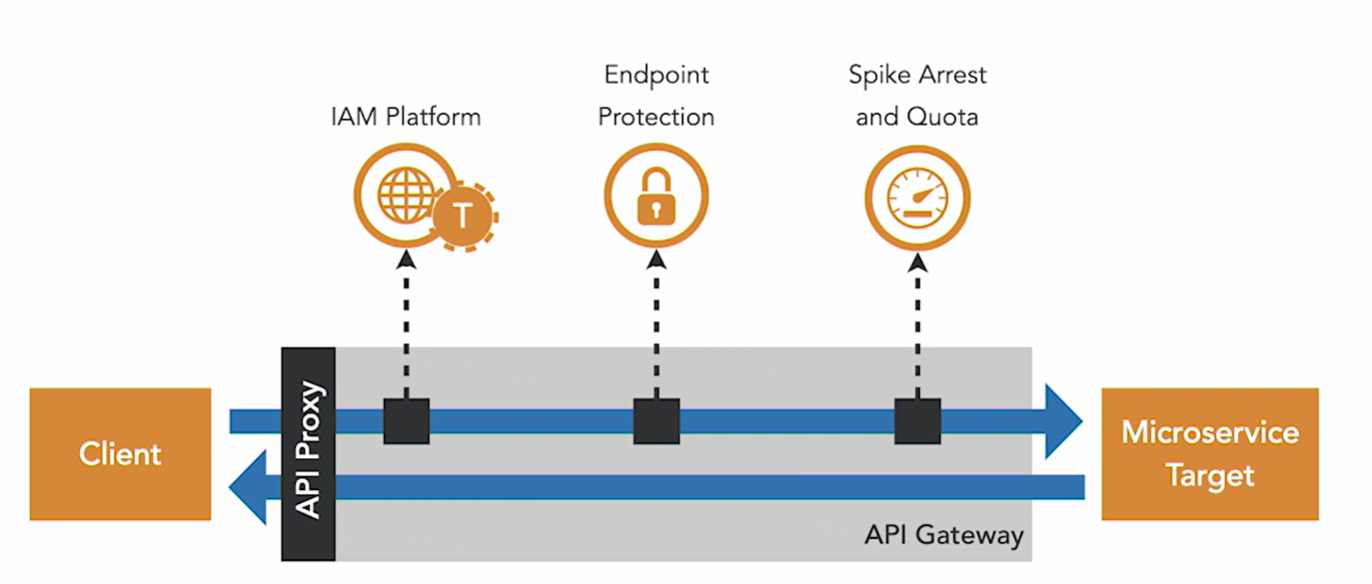 IAM Platform
Endpoint
Protection
Spike Arrest
and Quota
T
Client
API Proxy
Microservice
Target
API Gateway